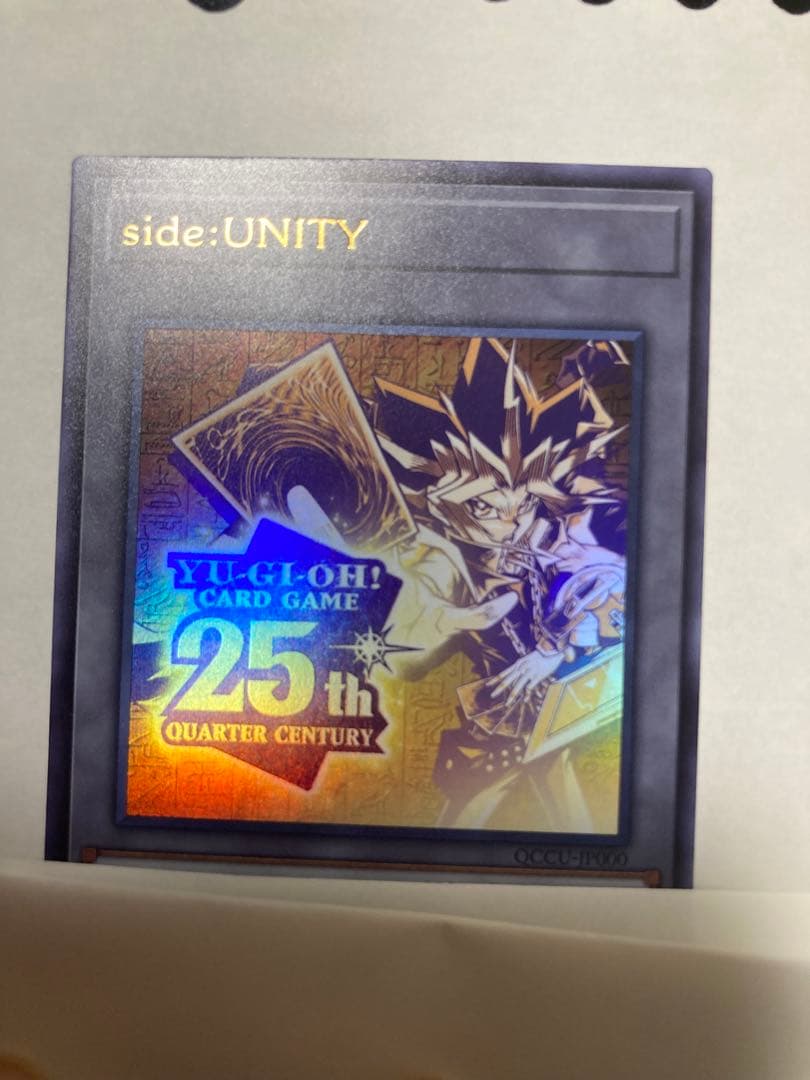 side:UNITY
YU-GI-OH!
CARD GAME
25th
QUARTER CENTURY
QCCU-JP000